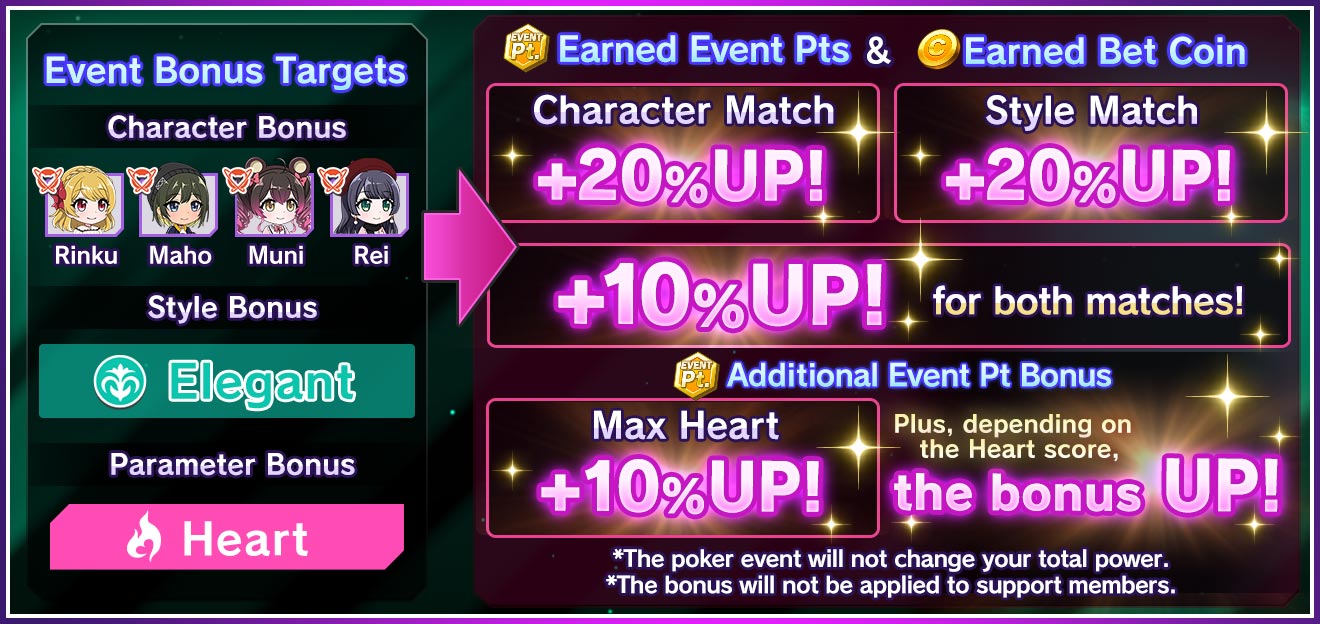 Event Bonus Targets
Character Bonus
Rinku Maho Muni Rei
Style Bonus
Elegant
Parameter Bonus
Heart
EVENT Pt. Earned Event Pts & C Earned Bet Coin
Character Match
+20%UP!
Style Match
+20%UP!
+10%UP! for both matches!
EVENT Pt. Additional Event Pt Bonus
Max Heart
+10%UP!
Plus, depending on
the Heart score,
the bonus UP!
*The poker event will not change your total power.
*The bonus will not be applied to support members.